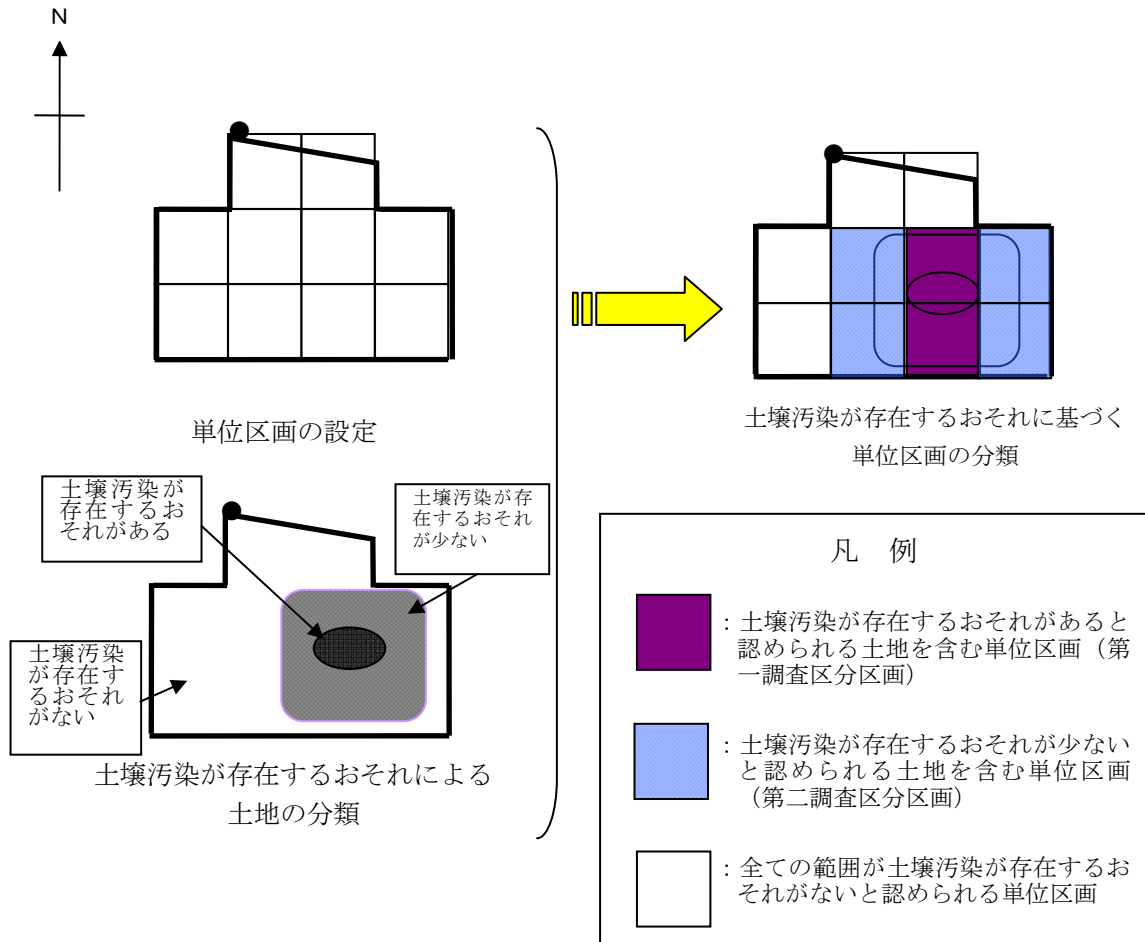 N
単位区画の設定
土壌汚染が
存在するお
それがある
土壌汚染が存
在するおそれ
が少ない
土壌汚染
が存在す
るおそれ
がない
土壌汚染が存在するおそれによる
土地の分類
土壌汚染が存在するおそれに基づく
単位区画の分類
凡 例
：土壌汚染が存在するおそれがあると
認められる土地を含む単位区画（第
一調査区分区画）
：土壌汚染が存在するおそれが少ない
と認められる土地を含む単位区画
（第二調査区分区画）
：全ての範囲が土壌汚染が存在するお
それがないと認められる単位区画